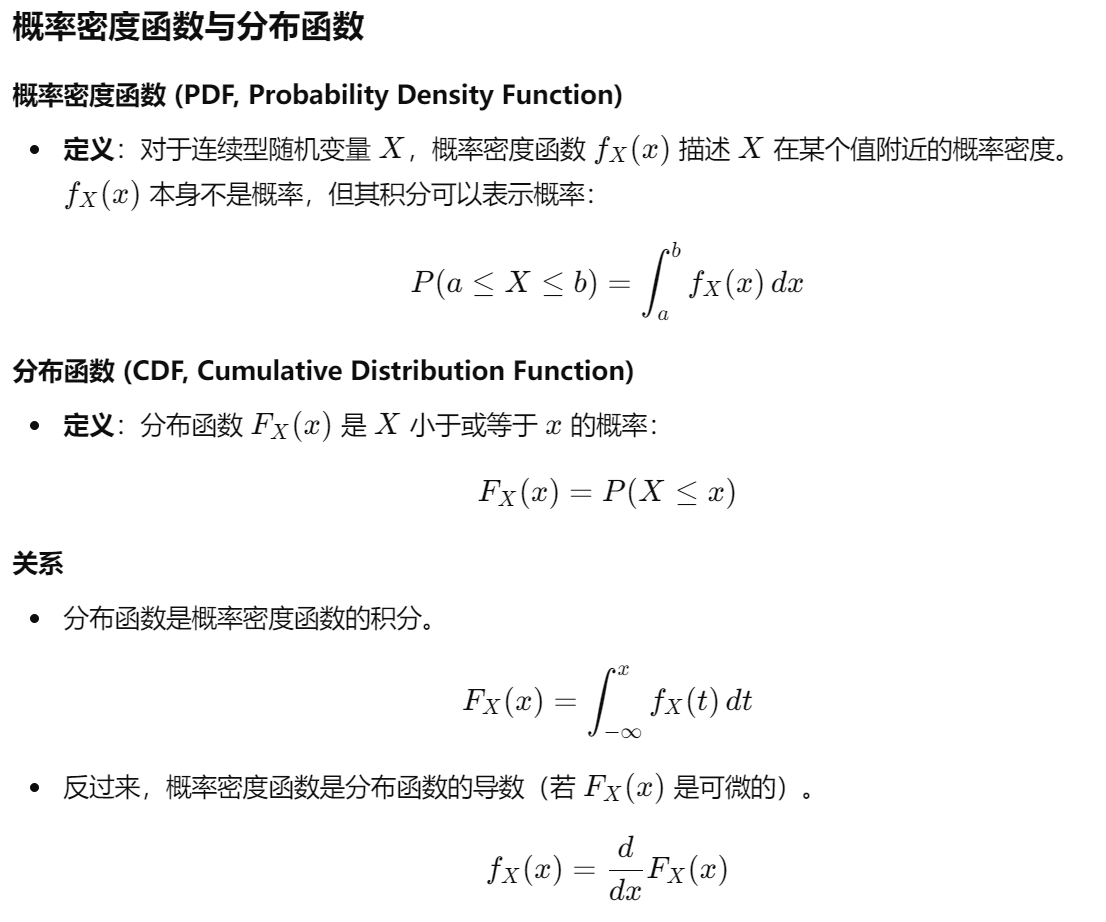 概率密度函数与分布函数
概率密度函数 (PDF, Probability Density Function)
• 定义：对于连续型随机变量 X，概率密度函数 f_X(x) 描述 X 在某个值附近的概率密度。
f_X(x) 本身不是概率，但其积分可以表示概率：
P(a ≤ X ≤ b) = ∫_a^b f_X(x) dx
分布函数 (CDF, Cumulative Distribution Function)
• 定义：分布函数 F_X(x) 是 X 小于或等于 x 的概率：
F_X(x) = P(X ≤ x)
关系
• 分布函数是概率密度函数的积分。
F_X(x) = ∫_{-∞}^x f_X(t) dt
• 反过来，概率密度函数是分布函数的导数（若 F_X(x) 是可微的）。
f_X(x) = \frac{d}{dx} F_X(x)